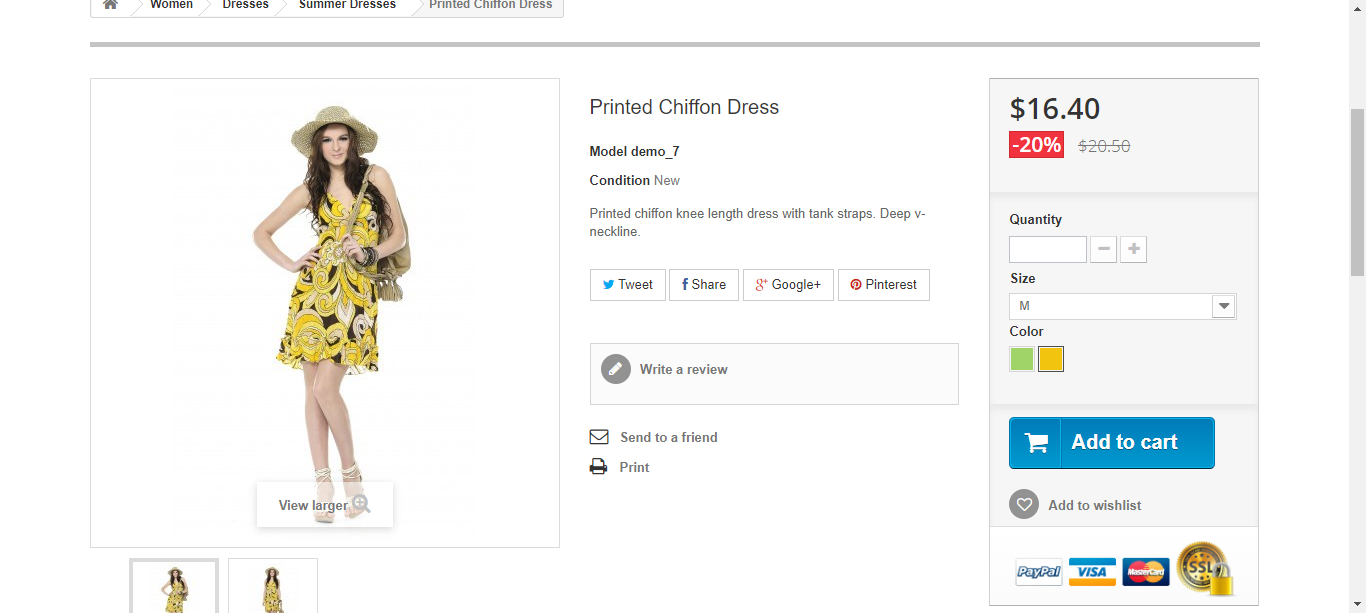 Women Dresses Summer Dresses Printed Chiffon Dress
Printed Chiffon Dress
Model demo_7
Condition New
Printed chiffon knee length dress with tank straps. Deep v-
neckline.
Tweet Share Google+ Pinterest
Write a review
Send to a friend
Print
View larger
$16.40
-20% $20.50
Quantity
Size
M
Color
Add to cart
Add to wishlist
PayPal VISA MasterCard SSL